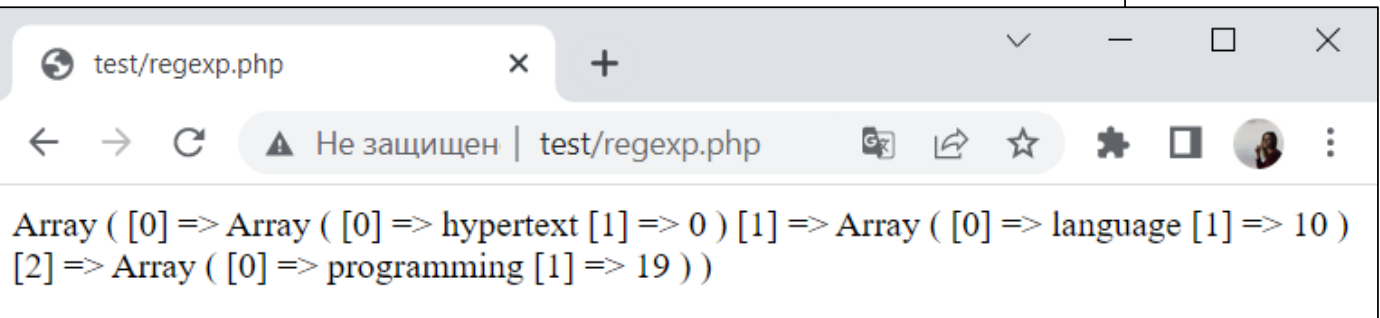 test/regexp.php
Не защищен test/regexp.php
Array ( [0] => Array ( [0] => hypertext [1] => 0 ) [1] => Array ( [0] => language [1] => 10 )
[2] => Array ( [0] => programming [1] => 19 ) )